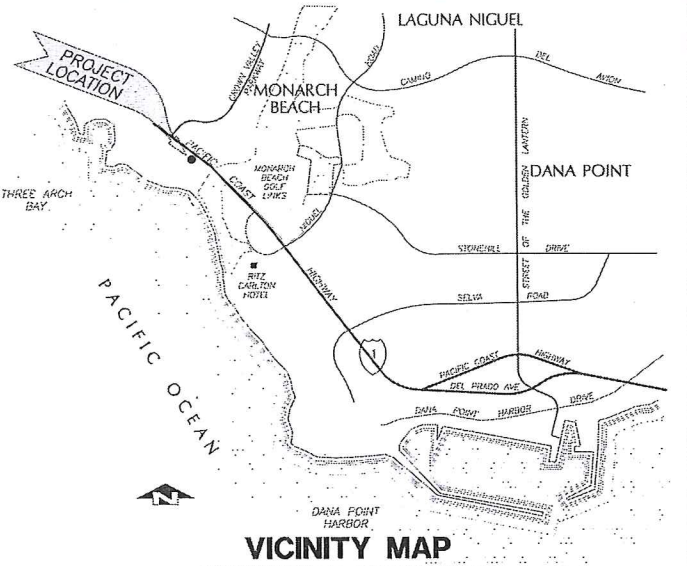 LAGUNA NIGUEL
PROJECT
LOCATION
CROWN VALLEY
PARKWAY
ROAD
CAMINO
DEL
AVION
MONARCH
BEACH
STREET OF THE GOLDEN LANTERN
PACIFIC
COAST
HIGHWAY
MONARCH
BEACH
GOLF
LINKS
NIGUEL
DANA POINT
THREE ARCH
BAY
STONEHILL DRIVE
RITZ
CARLTON
HOTEL
SELVA ROAD
PACIFIC OCEAN
1
PACIFIC COAST HIGHWAY
DEL PRADO AVE
DANA POINT HARBOR DRIVE
N
DANA POINT
HARBOR
VICINITY MAP